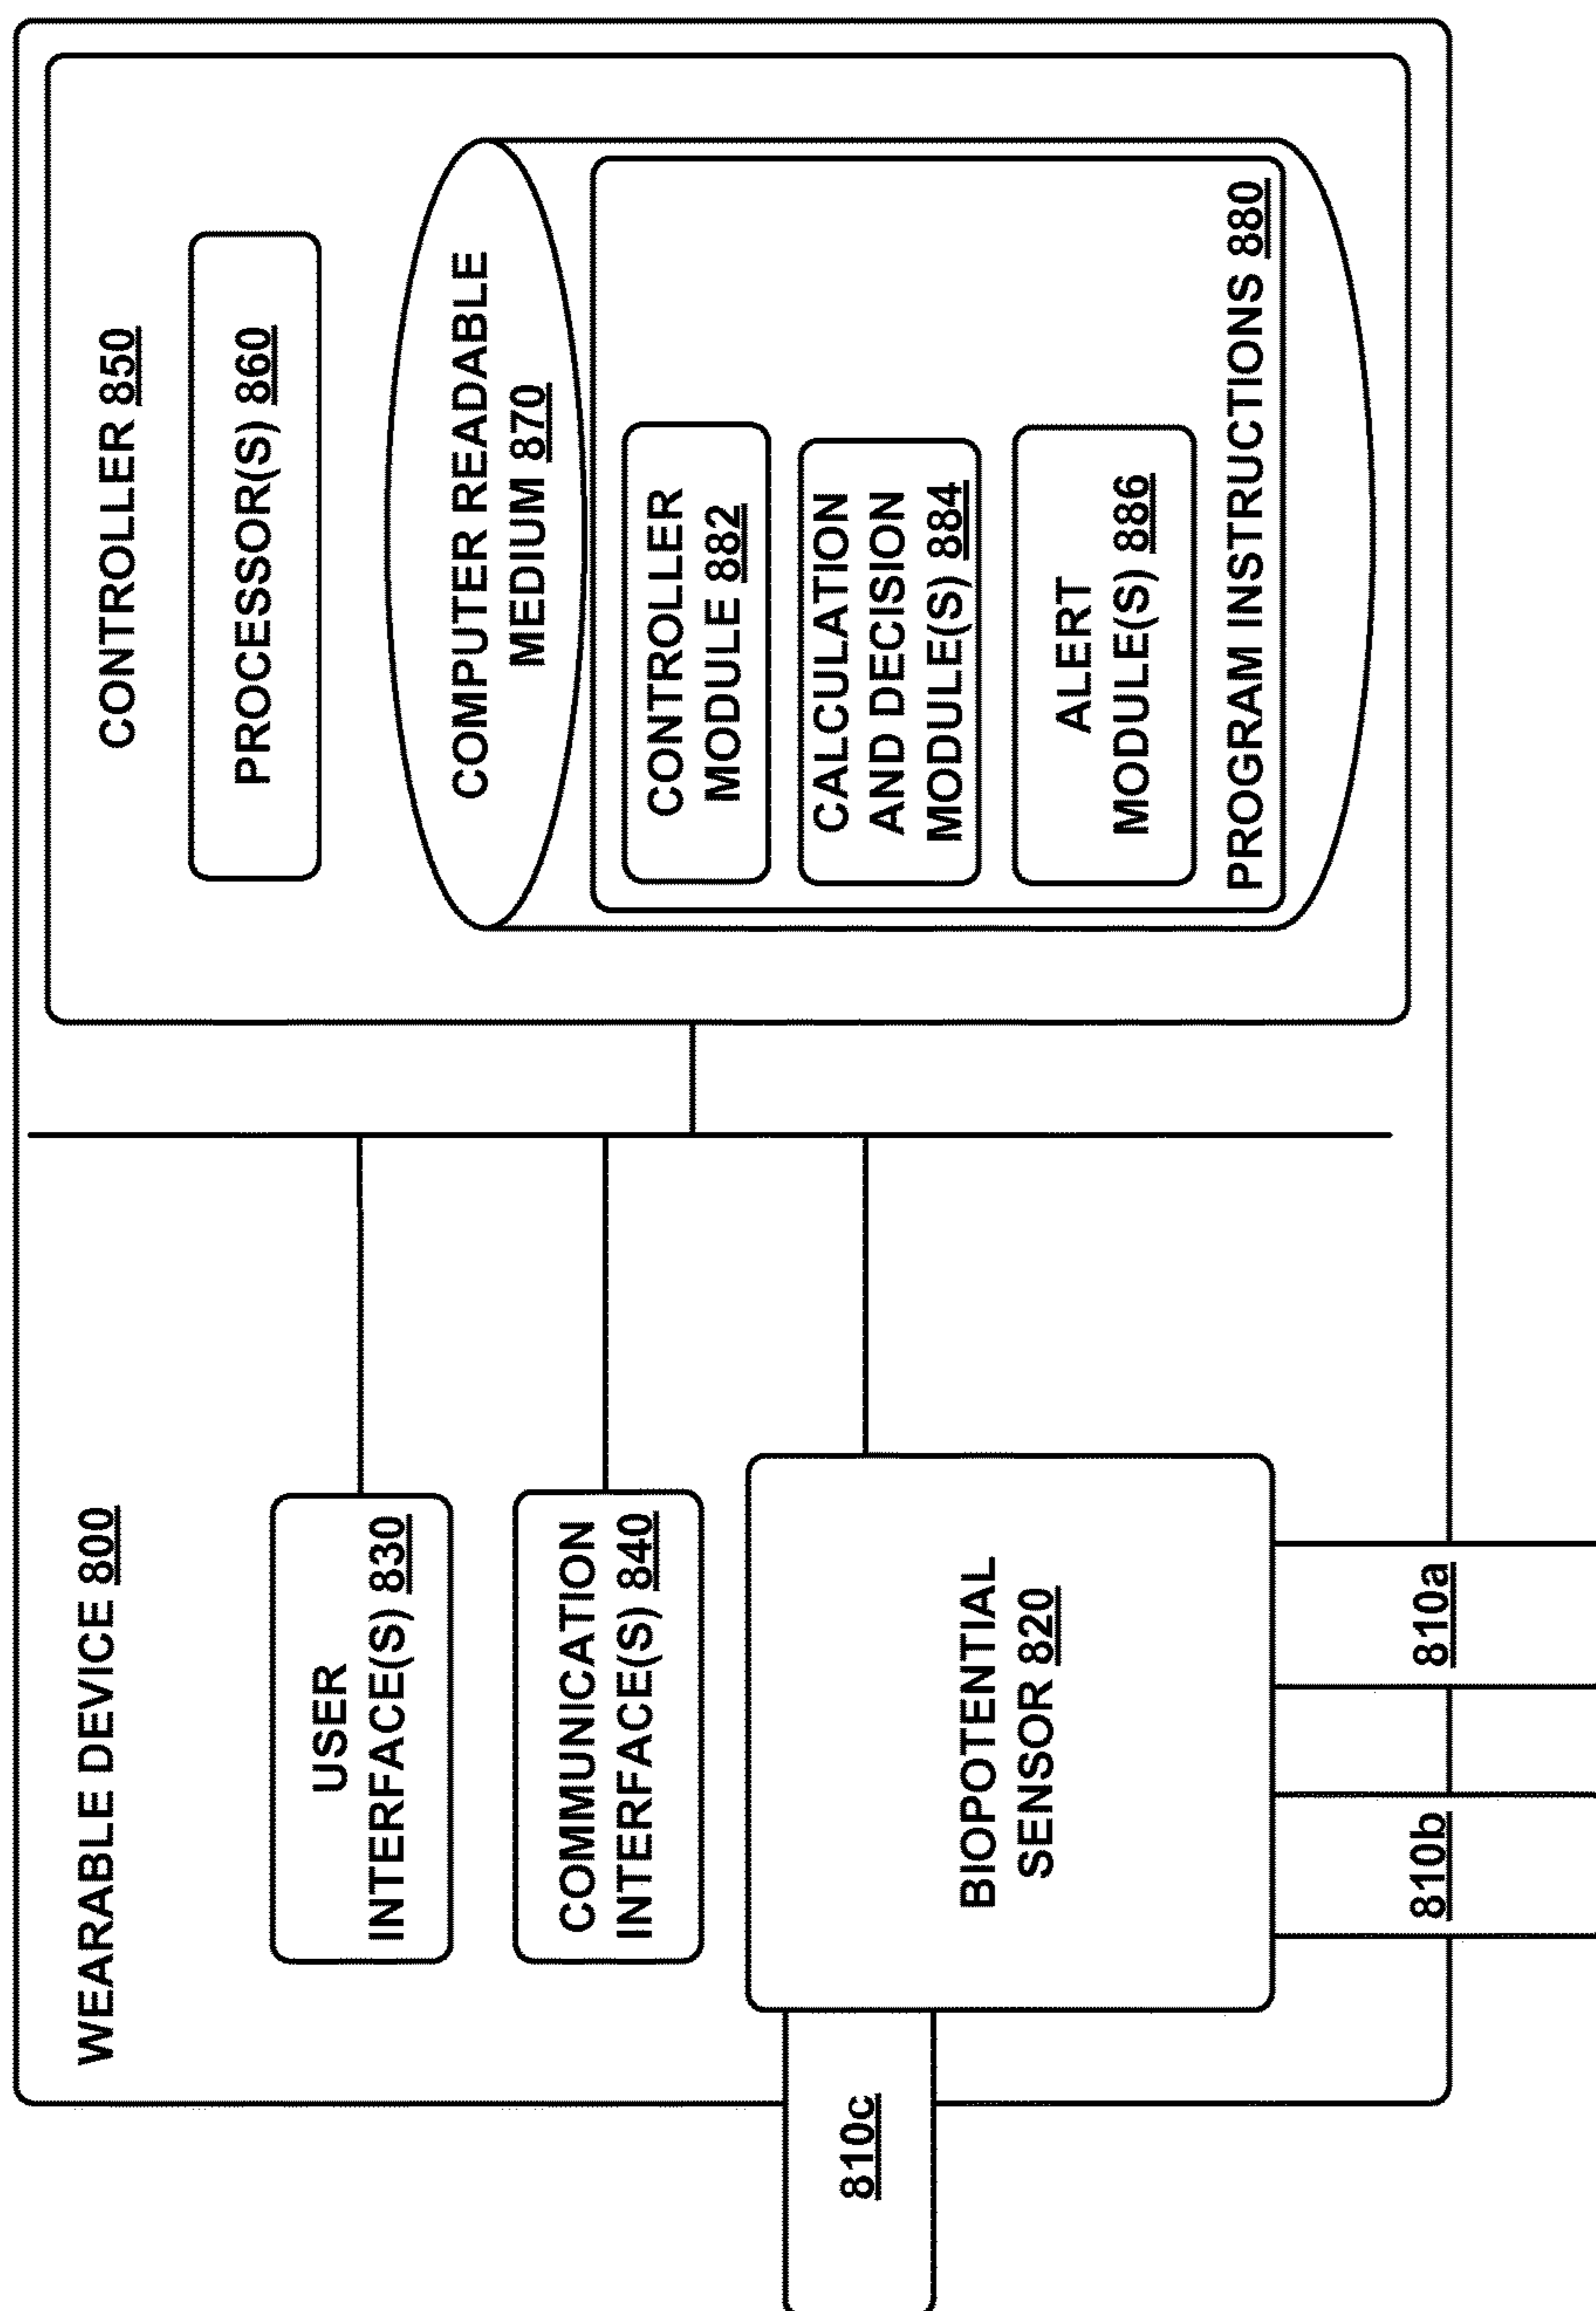 WEARABLE DEVICE 800
USER
INTERFACE(S) 830
COMMUNICATION
INTERFACE(S) 840
BIOPOTENTIAL
SENSOR 820
810c
810b
810a
CONTROLLER 850
PROCESSOR(S) 860
COMPUTER READABLE
MEDIUM 870
CONTROLLER
MODULE 882
CALCULATION
AND DECISION
MODULE(S) 884
ALERT
MODULE(S) 886
PROGRAM INSTRUCTIONS 880